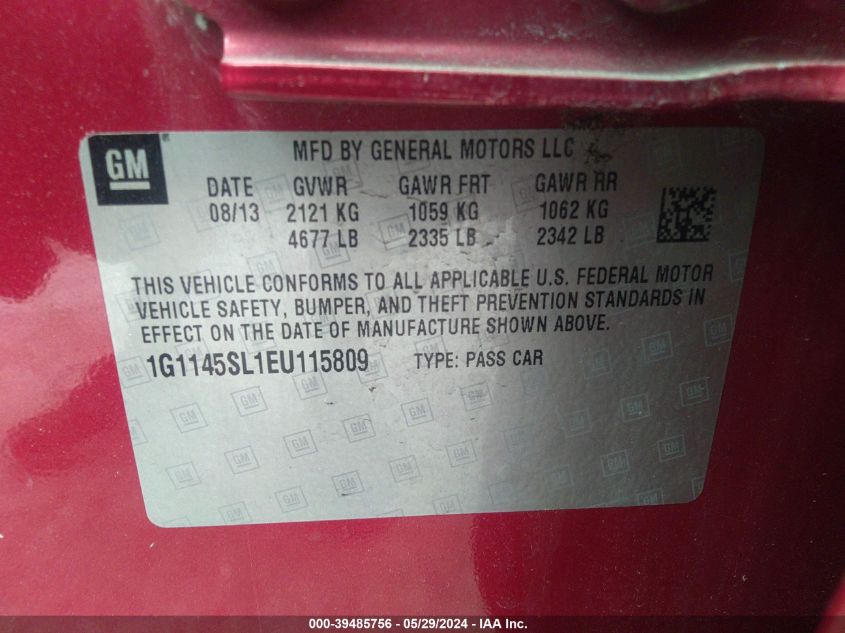 GM
MFD BY GENERAL MOTORS LLC
DATE GVWR GAWR FRT GAWR RR
08/13 2121 KG 1059 KG 1062 KG
4677 LB 2335 LB 2342 LB
THIS VEHICLE CONFORMS TO ALL APPLICABLE U.S. FEDERAL MOTOR
VEHICLE SAFETY, BUMPER, AND THEFT PREVENTION STANDARDS IN
EFFECT ON THE DATE OF MANUFACTURE SHOWN ABOVE.
1G1145SL1EU115809 TYPE: PASS CAR
000-39485756 - 05/29/2024 - IAA Inc.